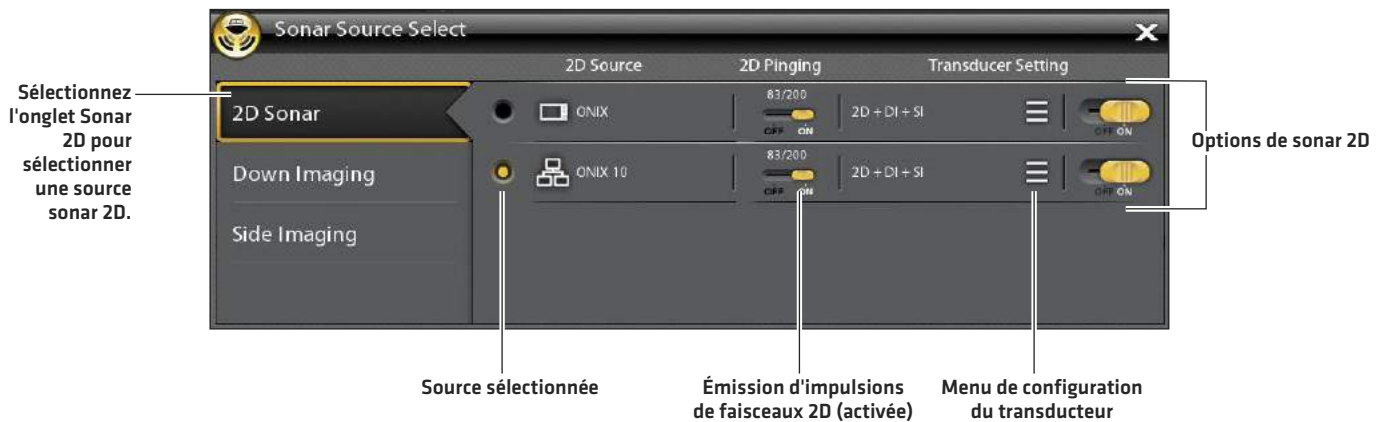 Sonar Source Select
X
2D Source 2D Pinging Transducer Setting
Sélectionnez
l'onglet Sonar
2D pour
sélectionner
une source
sonar 2D.
2D Sonar
ONIX
83/200
OFF ON
2D + DI + SI
OFF ON
Options de sonar 2D
Down Imaging
ONIX 10
83/200
OFF ON
2D + DI + SI
OFF ON
Side Imaging
Source sélectionnée
Émission d'impulsions
de faisceaux 2D (activée)
Menu de configuration
du transducteur